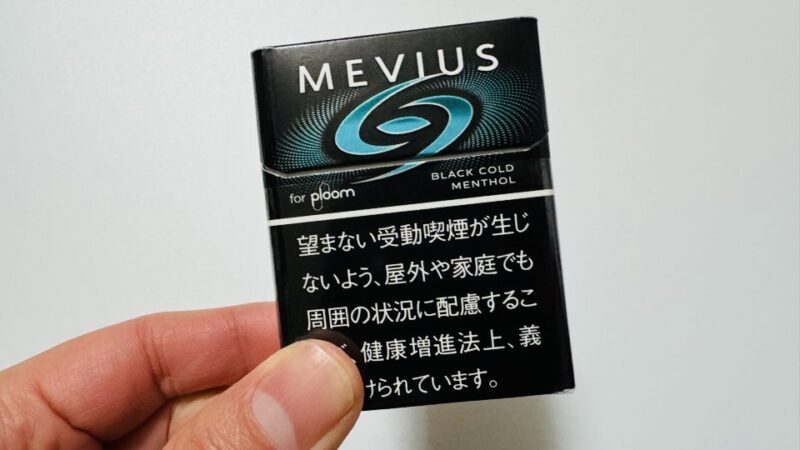 MEVIUS
BLACK COLD
MENTHOL
for ploom
望まない受動喫煙が生じ
ないよう、屋外や家庭でも
周囲の状況に配慮するこ
、健康増進法上、義
けられています。